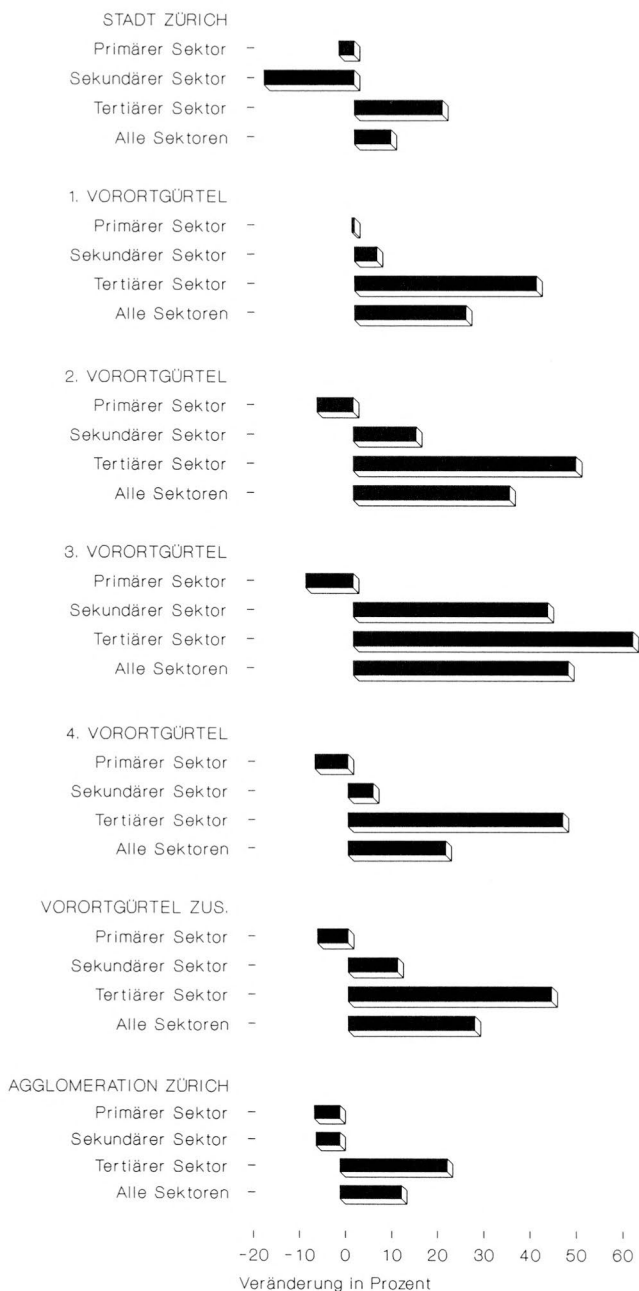 STADT ZÜRICH
Primärer Sektor
Sekundärer Sektor
Tertiärer Sektor
Alle Sektoren
1. VORORTGÜRTEL
Primärer Sektor
Sekundärer Sektor
Tertiärer Sektor
Alle Sektoren
2. VORORTGÜRTEL
Primärer Sektor
Sekundärer Sektor
Tertiärer Sektor
Alle Sektoren
3. VORORTGÜRTEL
Primärer Sektor
Sekundärer Sektor
Tertiärer Sektor
Alle Sektoren
4. VORORTGÜRTEL
Primärer Sektor
Sekundärer Sektor
Tertiärer Sektor
Alle Sektoren
VORORTGÜRTEL ZUS.
Primärer Sektor
Sekundärer Sektor
Tertiärer Sektor
Alle Sektoren
AGGLOMERATION ZÜRICH
Primärer Sektor
Sekundärer Sektor
Tertiärer Sektor
Alle Sektoren
-20 -10 0 10 20 30 40 50 60
Veränderung in Prozent